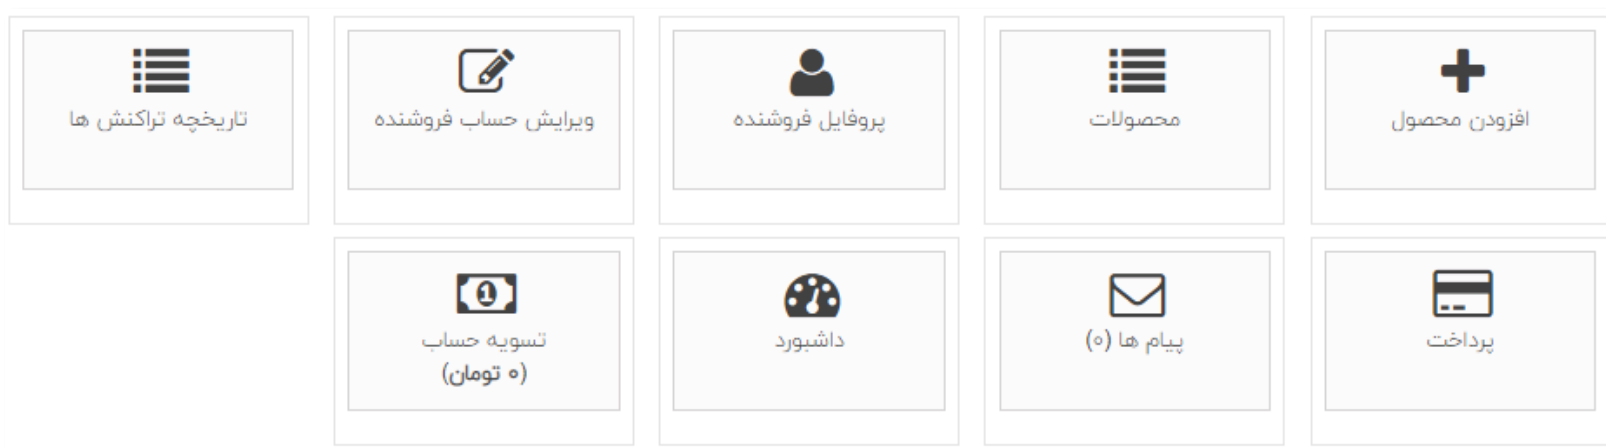 افزودن محصول
محصولات
پروفایل فروشنده
ویرایش حساب فروشنده
تاریخچه تراکنش ها
پرداخت
پیام ها (۰)
داشبورد
تسویه حساب
(۰ تومان)